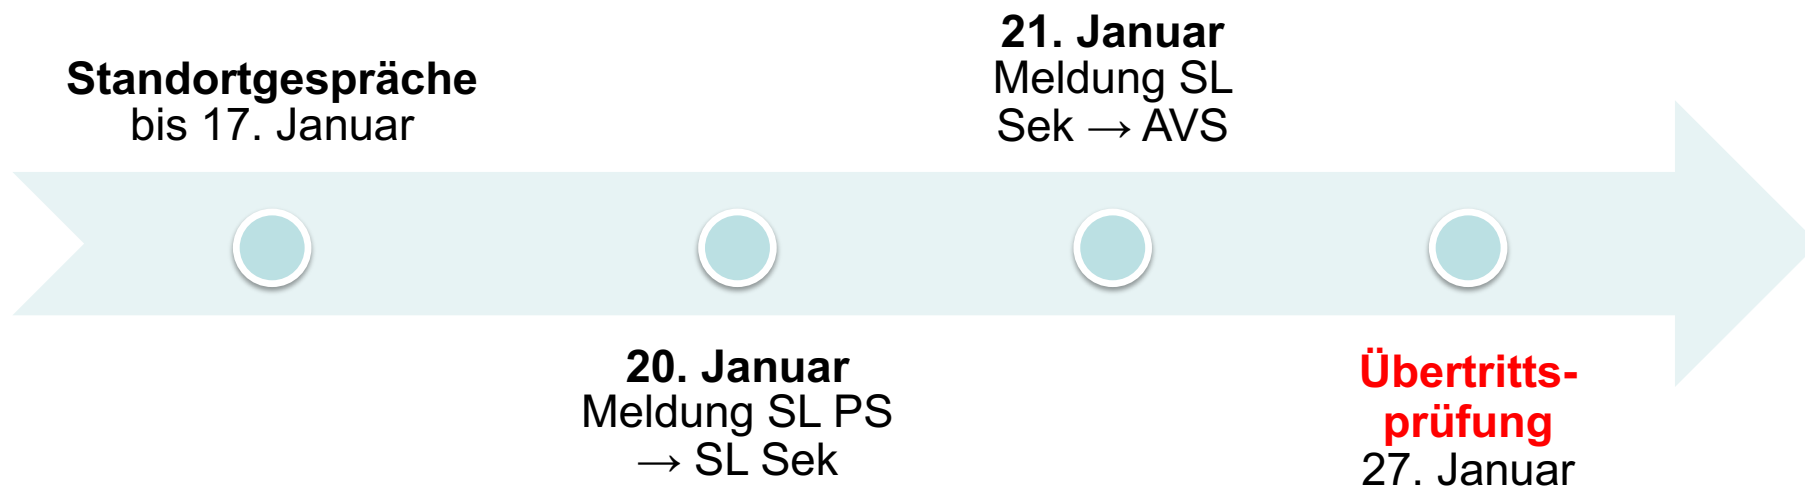 Standortgespräche
bis 17. Januar
20. Januar
Meldung SL PS
→ SL Sek
21. Januar
Meldung SL
Sek → AVS
Übertritts-
prüfung
27. Januar